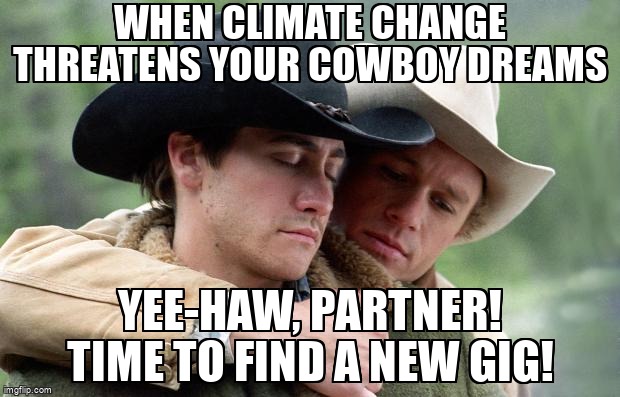 WHEN CLIMATE CHANGE
THREATENS YOUR COWBOY DREAMS
YEE-HAW, PARTNER!
TIME TO FIND A NEW GIG!
imgflip.com